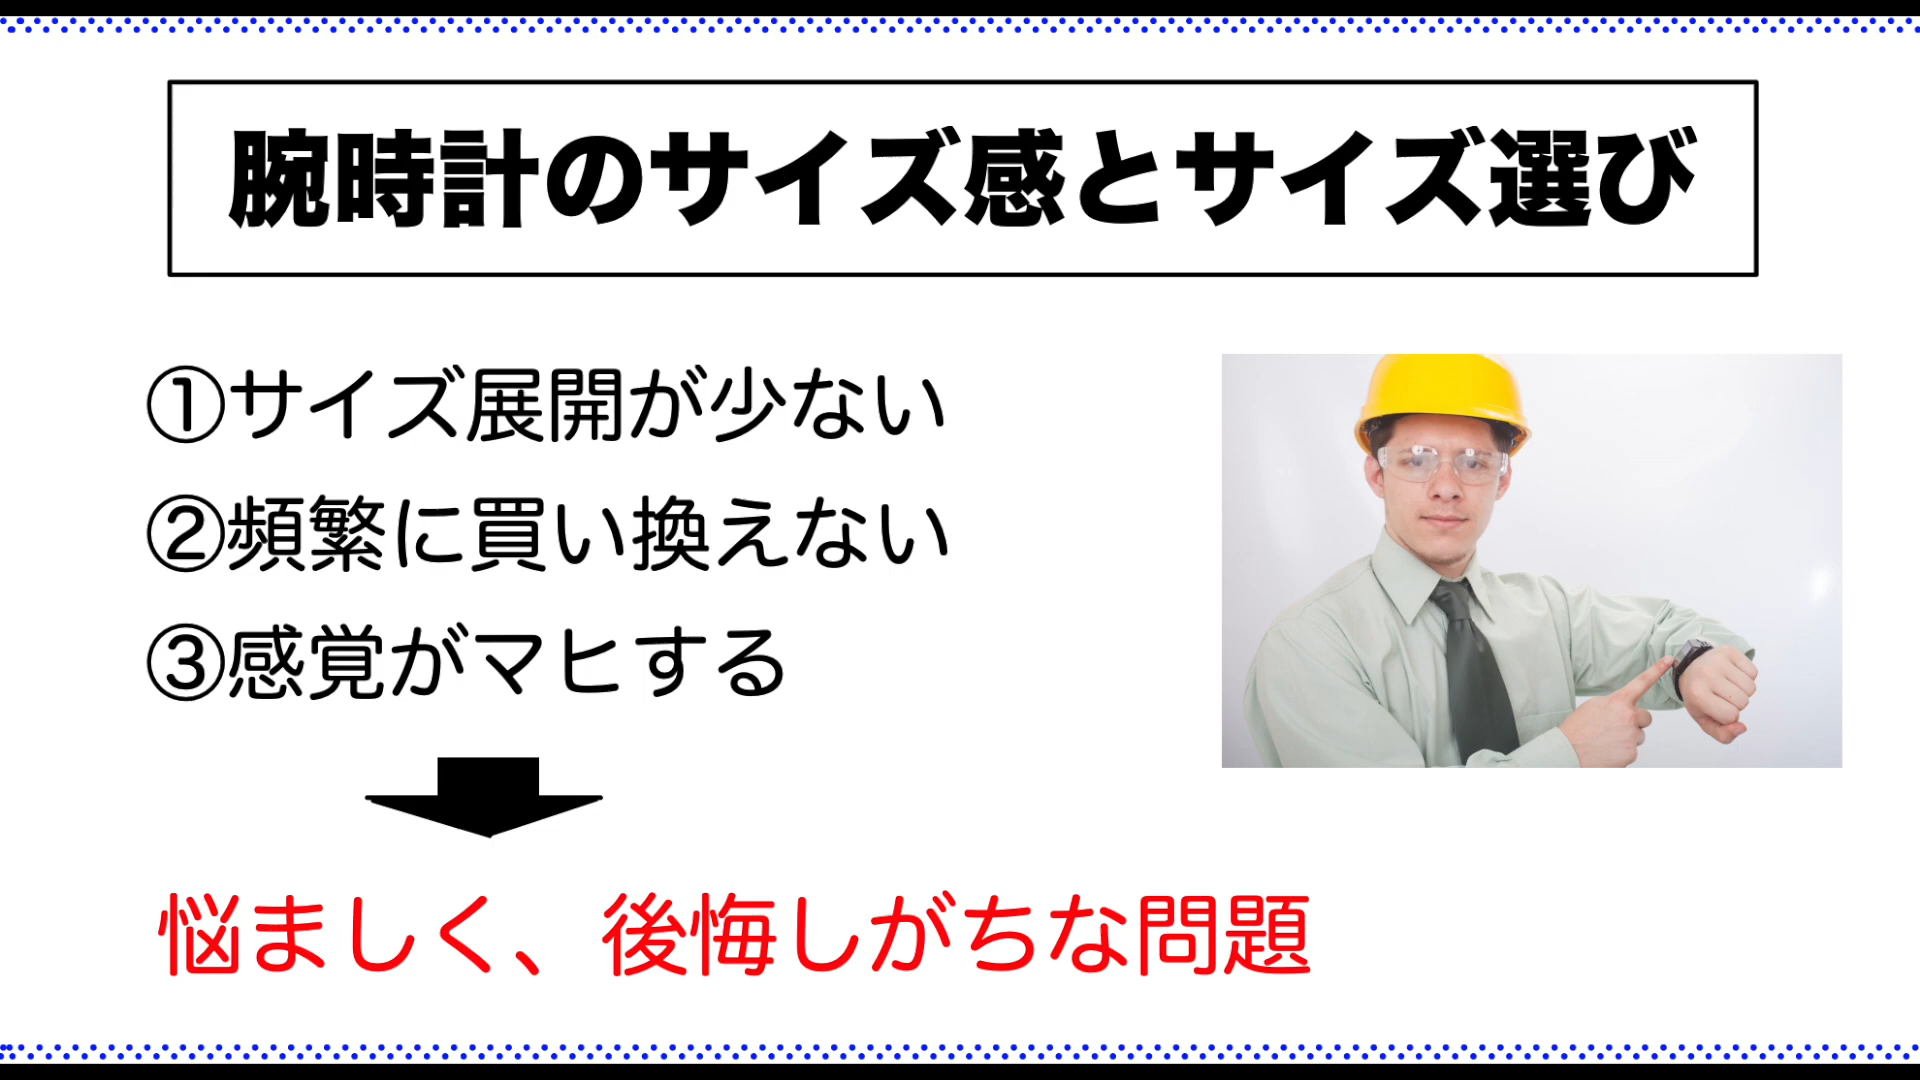 腕時計のサイズ感とサイズ選び
①サイズ展開が少ない
②頻繁に買い換えない
③感覚がマヒする
悩ましく、後悔しがちな問題